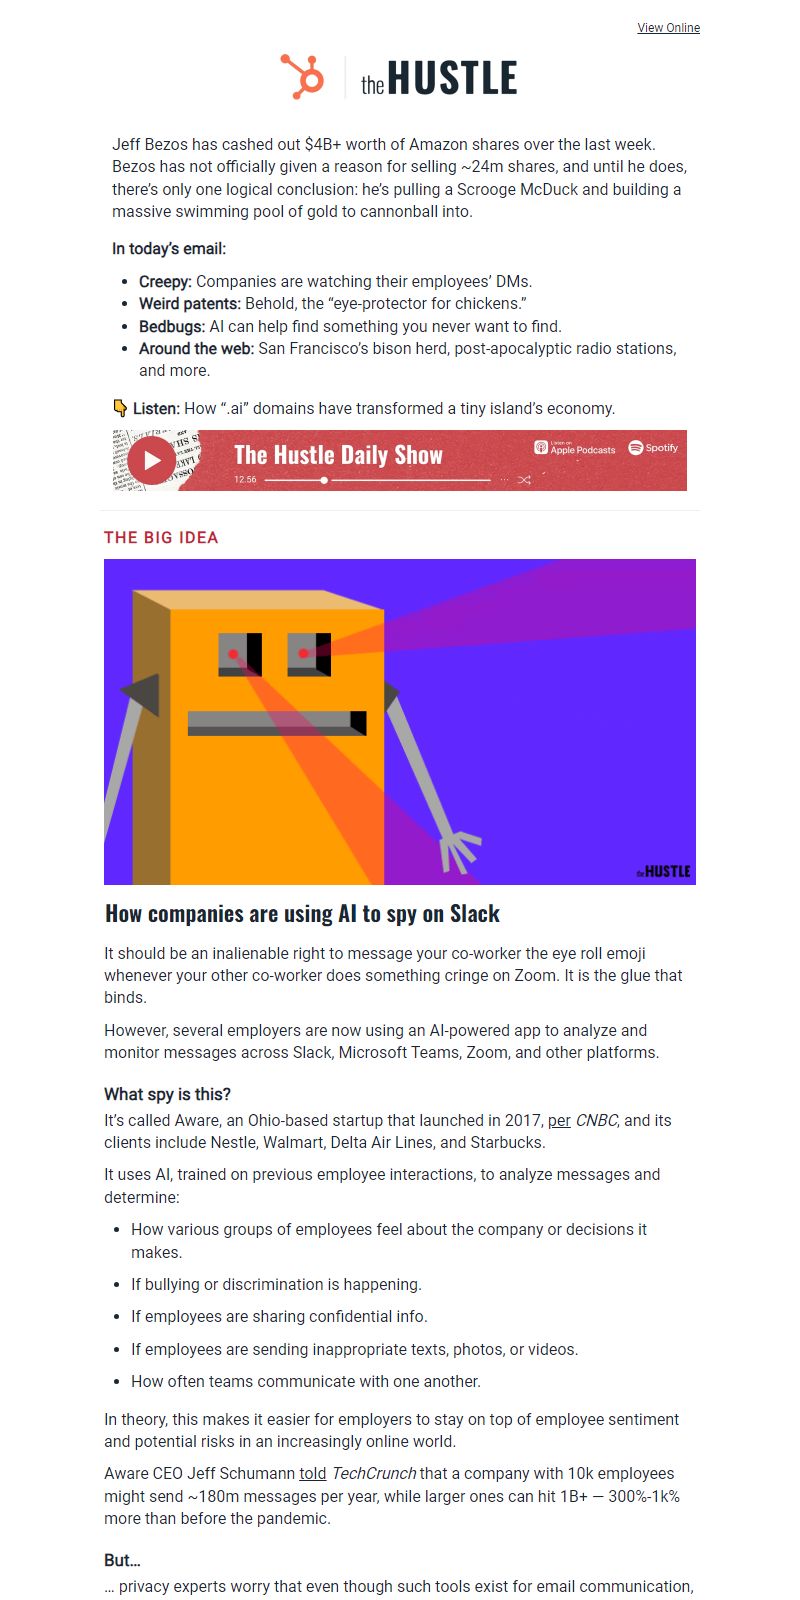 View Online
the HUSTLE
Jeff Bezos has cashed out $4B+ worth of Amazon shares over the last week.
Bezos has not officially given a reason for selling ~24m shares, and until he does,
there’s only one logical conclusion: he’s pulling a Scrooge McDuck and building a
massive swimming pool of gold to cannonball into.
In today’s email:
• Creepy: Companies are watching their employees’ DMs.
• Weird patents: Behold, the “eye-protector for chickens.”
• Bedbugs: AI can help find something you never want to find.
• Around the web: San Francisco’s bison herd, post-apocalyptic radio stations,
and more.
👇 Listen: How “.ai” domains have transformed a tiny island’s economy.
The Hustle Daily Show
Listen on
Apple Podcasts
Spotify
12.56
THE BIG IDEA
the HUSTLE
How companies are using AI to spy on Slack
It should be an inalienable right to message your co-worker the eye roll emoji
whenever your other co-worker does something cringe on Zoom. It is the glue that
binds.
However, several employers are now using an AI-powered app to analyze and
monitor messages across Slack, Microsoft Teams, Zoom, and other platforms.
What spy is this?
It’s called Aware, an Ohio-based startup that launched in 2017, per CNBC, and its
clients include Nestle, Walmart, Delta Air Lines, and Starbucks.
It uses AI, trained on previous employee interactions, to analyze messages and
determine:
• How various groups of employees feel about the company or decisions it
makes.
• If bullying or discrimination is happening.
• If employees are sharing confidential info.
• If employees are sending inappropriate texts, photos, or videos.
• How often teams communicate with one another.
In theory, this makes it easier for employers to stay on top of employee sentiment
and potential risks in an increasingly online world.
Aware CEO Jeff Schumann told TechCrunch that a company with 10k employees
might send ~180m messages per year, while larger ones can hit 1B+ — 300%-1k%
more than before the pandemic.
But…
… privacy experts worry that even though such tools exist for email communication,